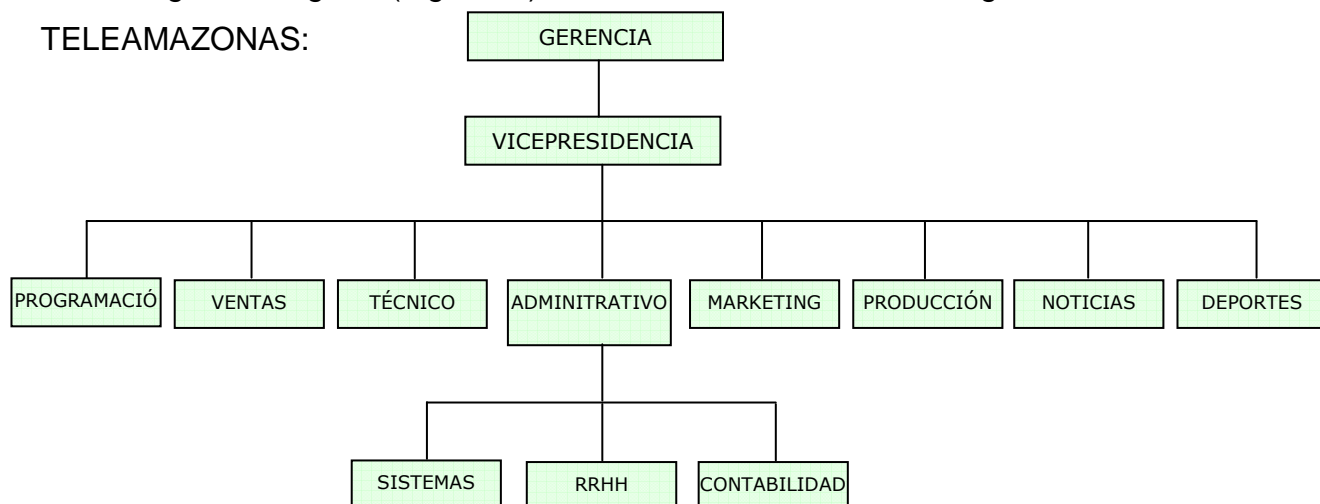 TELEAMAZONAS:
GERENCIA
VICEPRESIDENCIA
PROGRAMACIÓ VENTAS TÉCNICO ADMINITRATIVO MARKETING PRODUCCIÓN NOTICIAS DEPORTES
SISTEMAS RRHH CONTABILIDAD